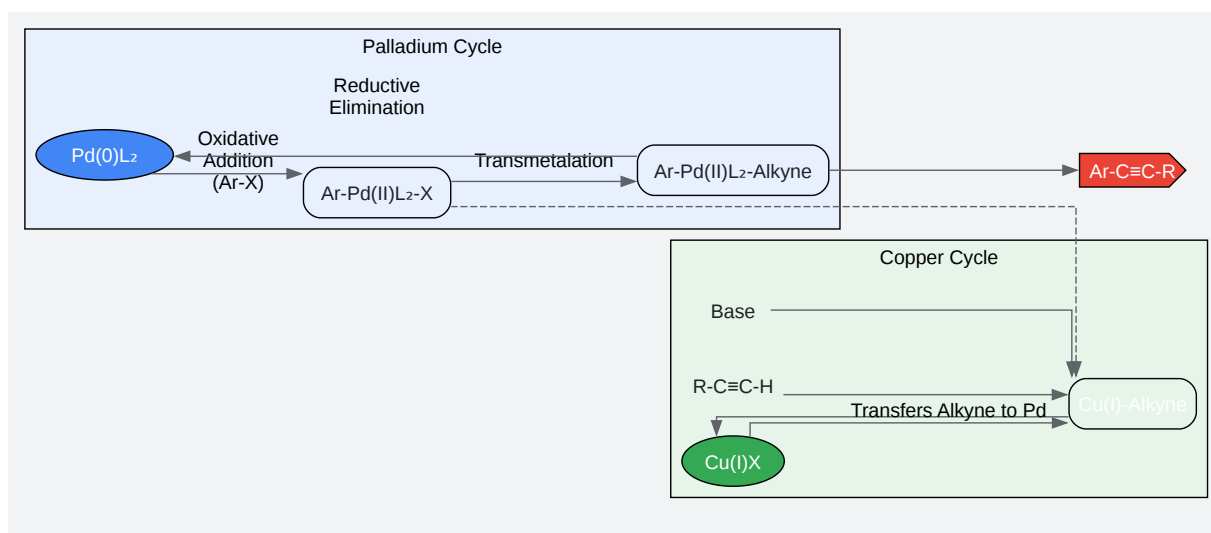 Palladium Cycle
Reductive
Elimination
Oxidative
Addition
(Ar-X)
Pd(0)L₂
Transmetalation
Ar-Pd(II)L₂-X
Ar-Pd(II)L₂-Alkyne
Ar-C≡C-R
Copper Cycle
Base
R-C≡C-H
Transfers Alkyne to Pd
Cu(I)-Alkyne
Cu(I)X